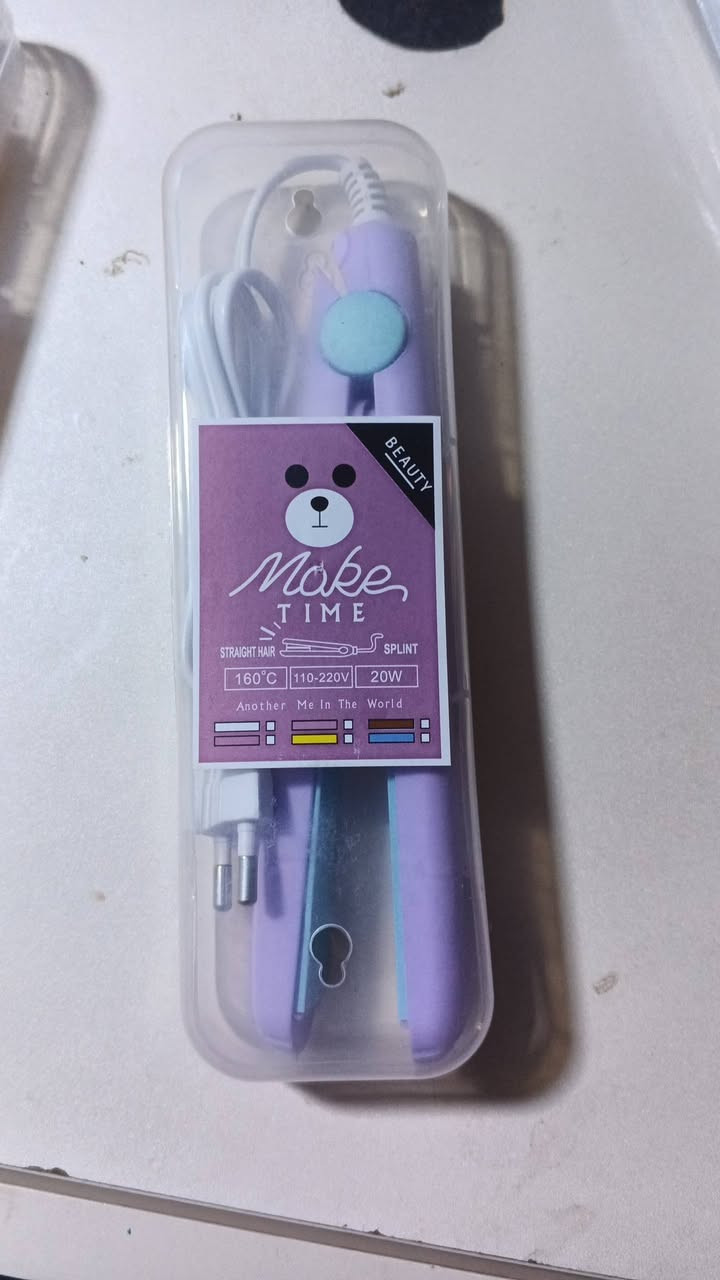 BEAUTY
Make
TIME
STRAIGHT HAIR SPLINT
160°C 110-220V 20W
Another Me In The World